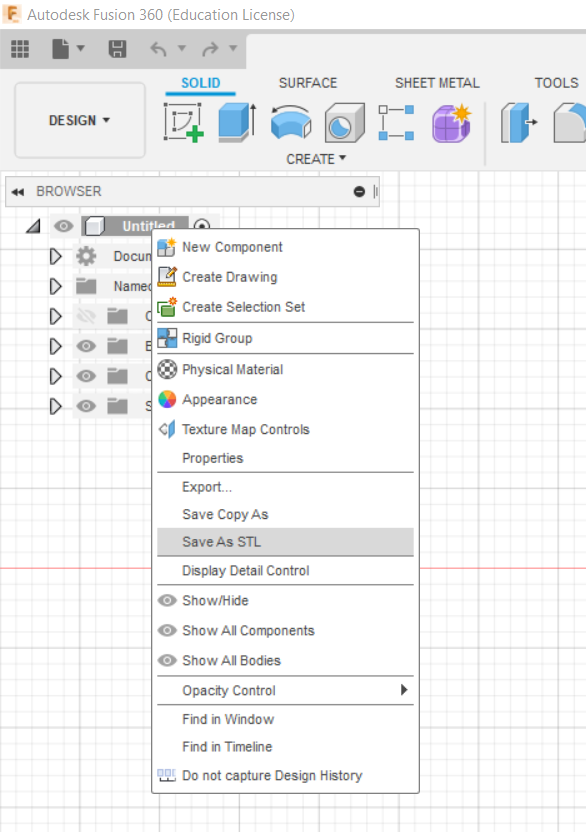 Autodesk Fusion 360 (Education License)
SOLID SURFACE SHEET METAL TOOLS
DESIGN
CREATE
BROWSER
Untitled
New Component
Create Drawing
Create Selection Set
Rigid Group
Physical Material
Appearance
Texture Map Controls
Properties
Export...
Save Copy As
Save As STL
Display Detail Control
Show/Hide
Show All Components
Show All Bodies
Opacity Control
Find in Window
Find in Timeline
Do not capture Design History